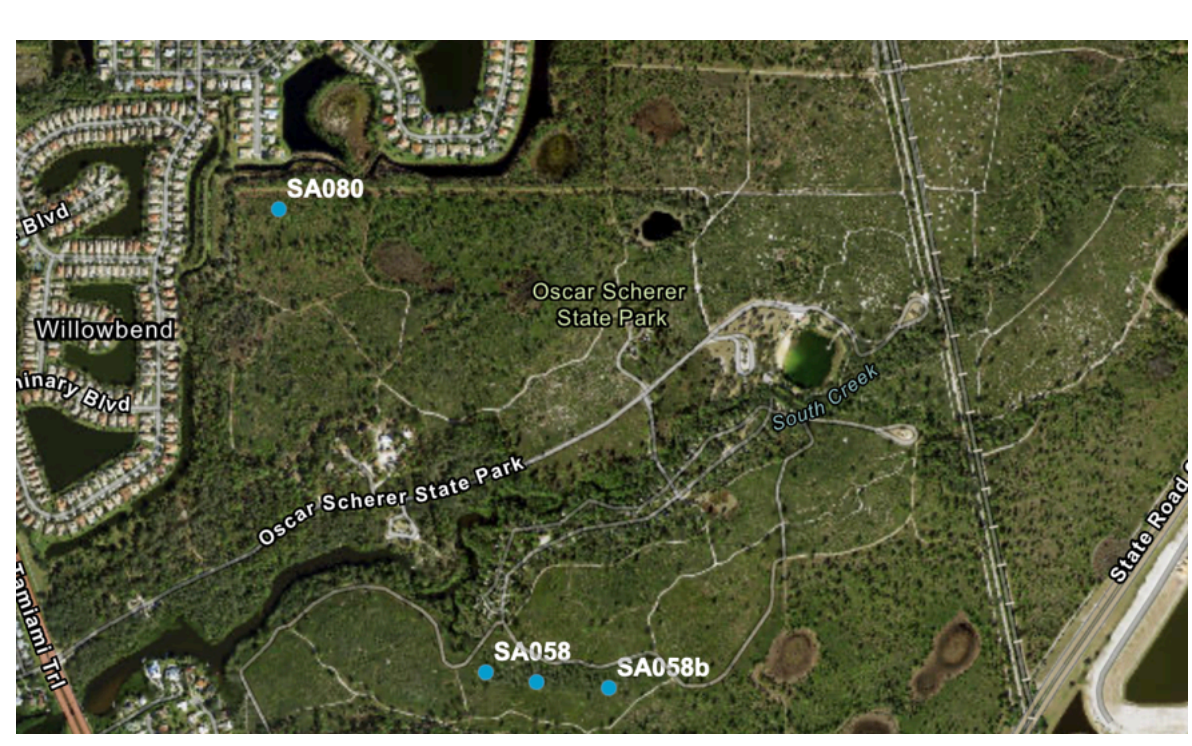 SA080
Blvd
Oscar Scherer
State Park
Willowbend
South Creek
Blvd
Oscar Scherer State Park
State Road
Tamiami Trl
SA058
SA058b